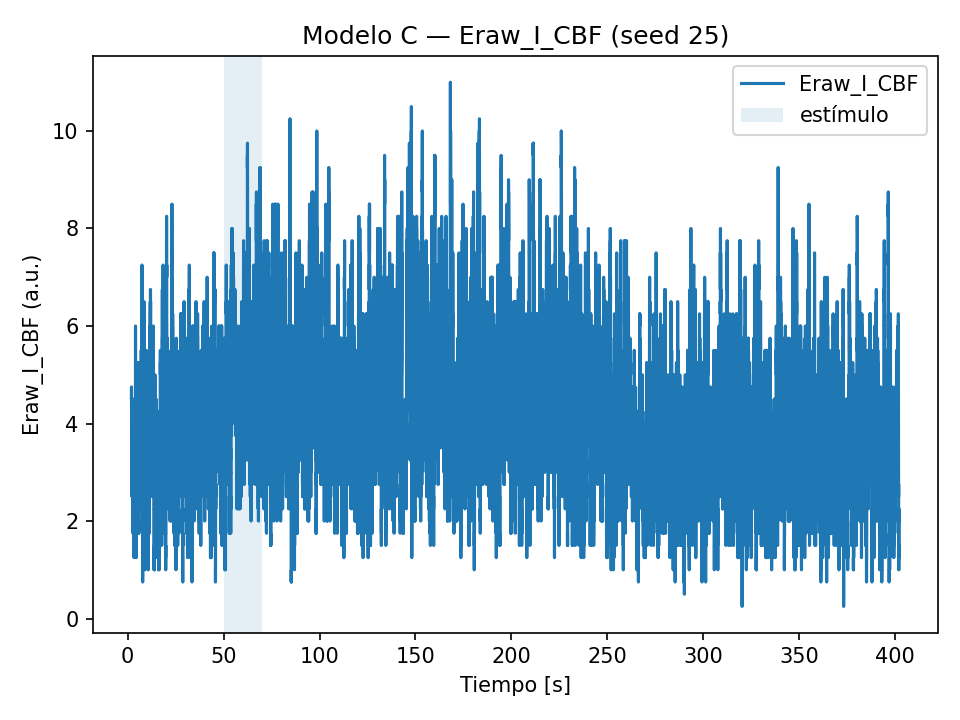 Modelo C — Eraw_I_CBF (seed 25)
Eraw_I_CBF
estímulo
Eraw_I_CBF (a.u.)
10
8
6
4
2
0
0 50 100 150 200 250 300 350 400
Tiempo [s]